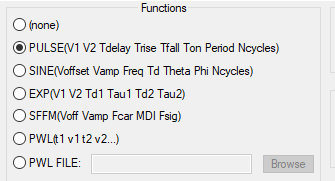 Functions
(none)
PULSE(V1 V2 Tdelay Trise Tfall Ton Period Ncycles)
SINE(Voffset Vamp Freq Td Theta Phi Ncycles)
EXP(V1 V2 Td1 Tau1 Td2 Tau2)
SFFM(Voff Vamp Fcar MDI Fsig)
PWL(t1 v1 t2 v2...)
PWL FILE: Browse